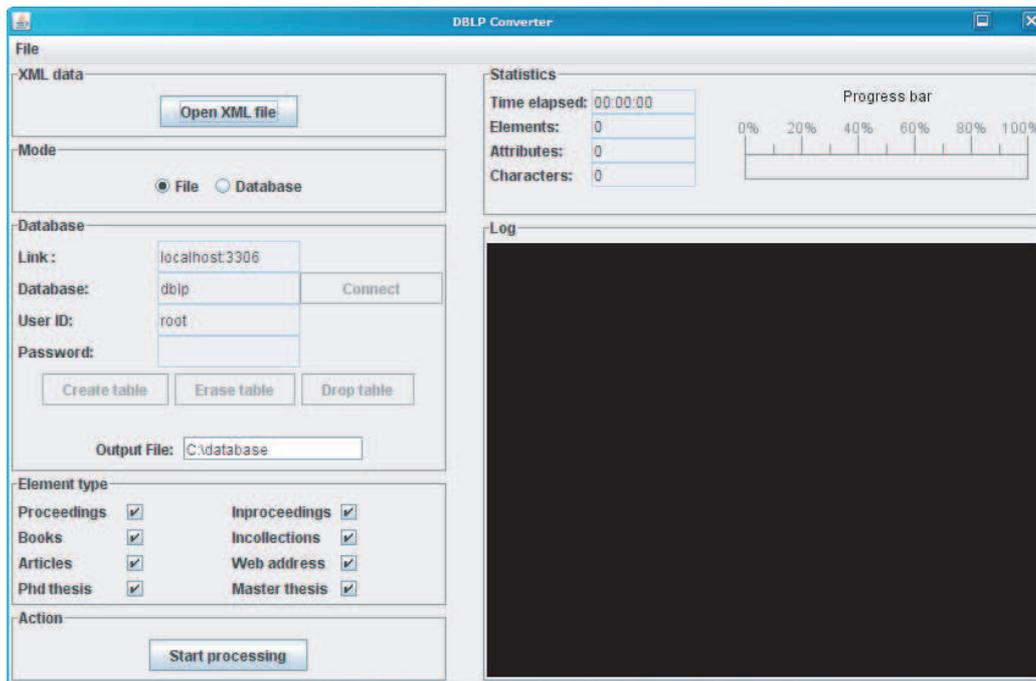 DBLP Converter
File
XML data
Open XML file
Mode
File Database
Database
Link : localhost:3306
Database: dblp Connect
User ID: root
Password:
Create table Erase table Drop table
Output File: C:\database
Element type
Proceedings Inproceedings
Books Incollections
Articles Web address
Phd thesis Master thesis
Action
Start processing
Statistics
Time elapsed: 00:00:00
Elements: 0
Attributes: 0
Characters: 0
Progress bar
0% 20% 40% 60% 80% 100%
Log